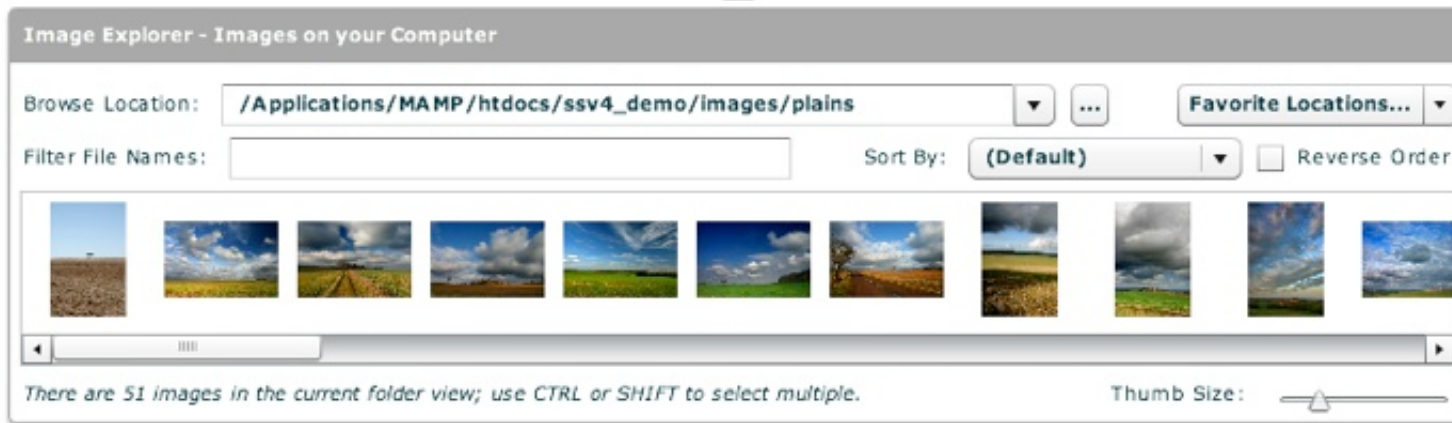 Image Explorer - Images on your Computer
Browse Location: /Applications/MAMP/htdocs/ssv4_demo/images/plains ... Favorite Locations...
Filter File Names: Sort By: (Default) Reverse Order
There are 51 images in the current folder view; use CTRL or SHIFT to select multiple. Thumb Size: